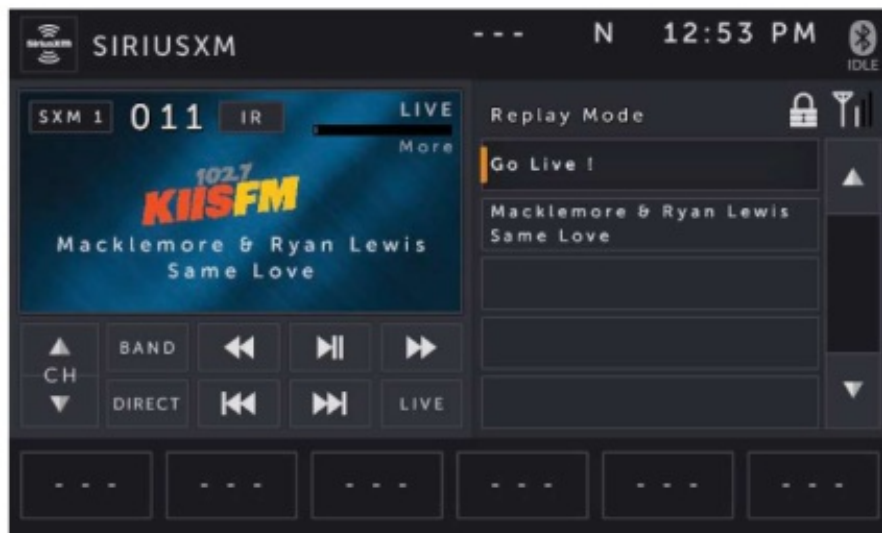 SIRIUSXM
SIRIUSXM
- - -
N
12:53 PM
IDLE
SXM 1
011
IR
LIVE
More
102.7
KIISFM
Macklemore & Ryan Lewis
Same Love
Replay Mode
Go Live !
Macklemore & Ryan Lewis
Same Love
CH
BAND
DIRECT
LIVE
- - -
- - -
- - -
- - -
- - -
- - -